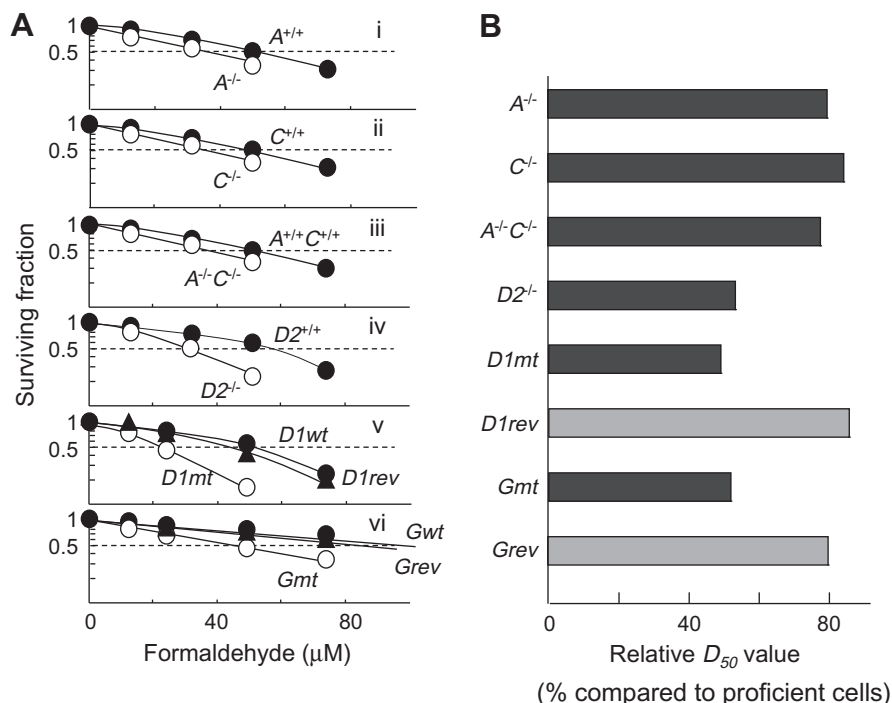 A
B
Surviving fraction
1
0.5
A+/+
A-/-
i
1
0.5
C+/+
C-/-
ii
1
0.5
A+/+C+/+
A-/-C-/-
iii
1
0.5
D2+/+
D2-/-
iv
1
0.5
D1wt
D1mt
D1rev
v
1
0.5
Gwt
Grev
Gmt
vi
0 40 80
Formaldehyde (μM)
A-/-
C-/-
A-/-C-/-
D2-/-
D1mt
D1rev
Gmt
Grev
0 40 80
Relative D50 value
(% compared to proficient cells)